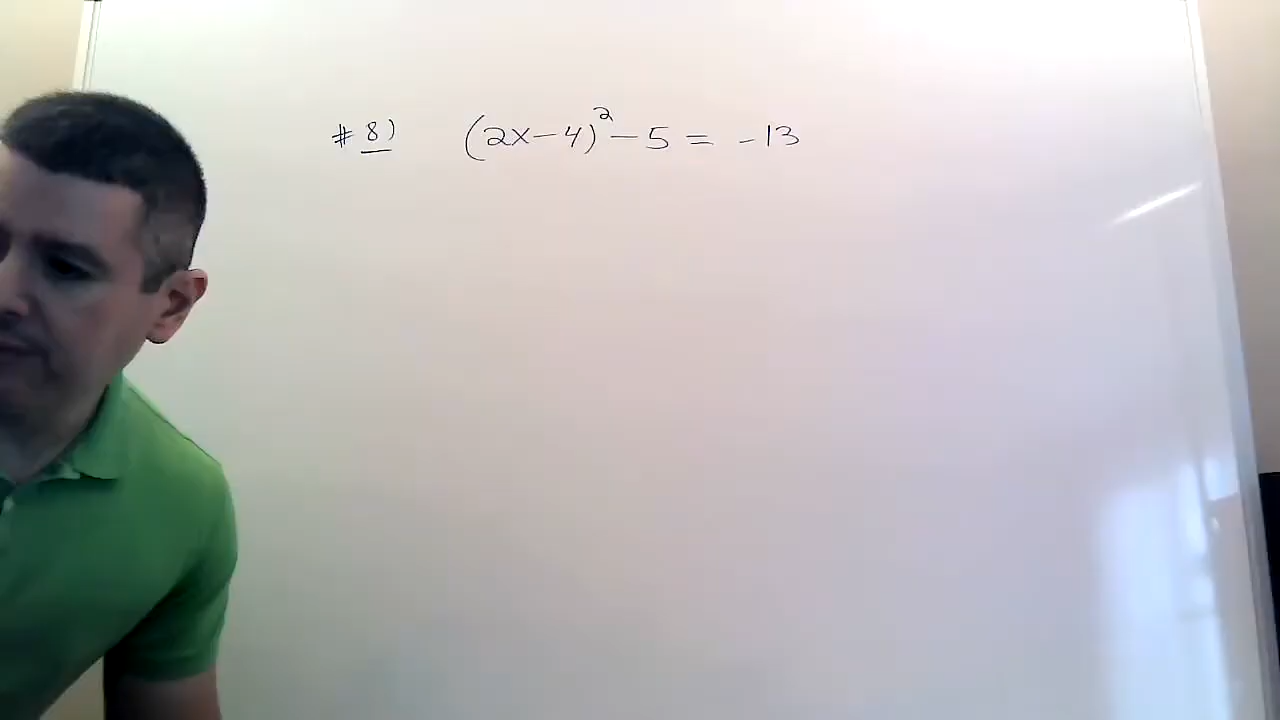 # 8) (2x-4)² - 5 = -13